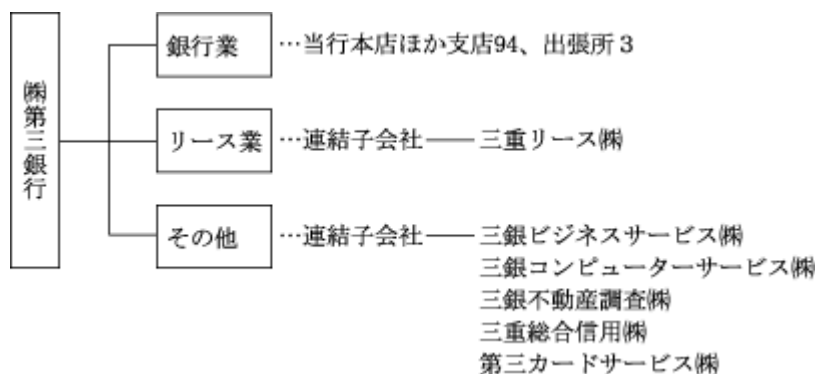 ㈱第三銀行
銀行業 …当行本店ほか支店94、出張所3
リース業 …連結子会社── 三重リース㈱
その他 …連結子会社── 三銀ビジネスサービス㈱
三銀コンピューターサービス㈱
三銀不動産調査㈱
三重総合信用㈱
第三カードサービス㈱